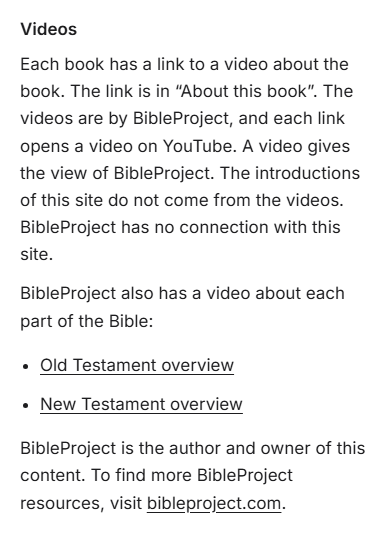 Videos
Each book has a link to a video about the
book. The link is in “About this book”. The
videos are by BibleProject, and each link
opens a video on YouTube. A video gives
the view of BibleProject. The introductions
of this site do not come from the videos.
BibleProject has no connection with this
site.
BibleProject also has a video about each
part of the Bible:
• Old Testament overview
• New Testament overview
BibleProject is the author and owner of this
content. To find more BibleProject
resources, visit bibleproject.com.